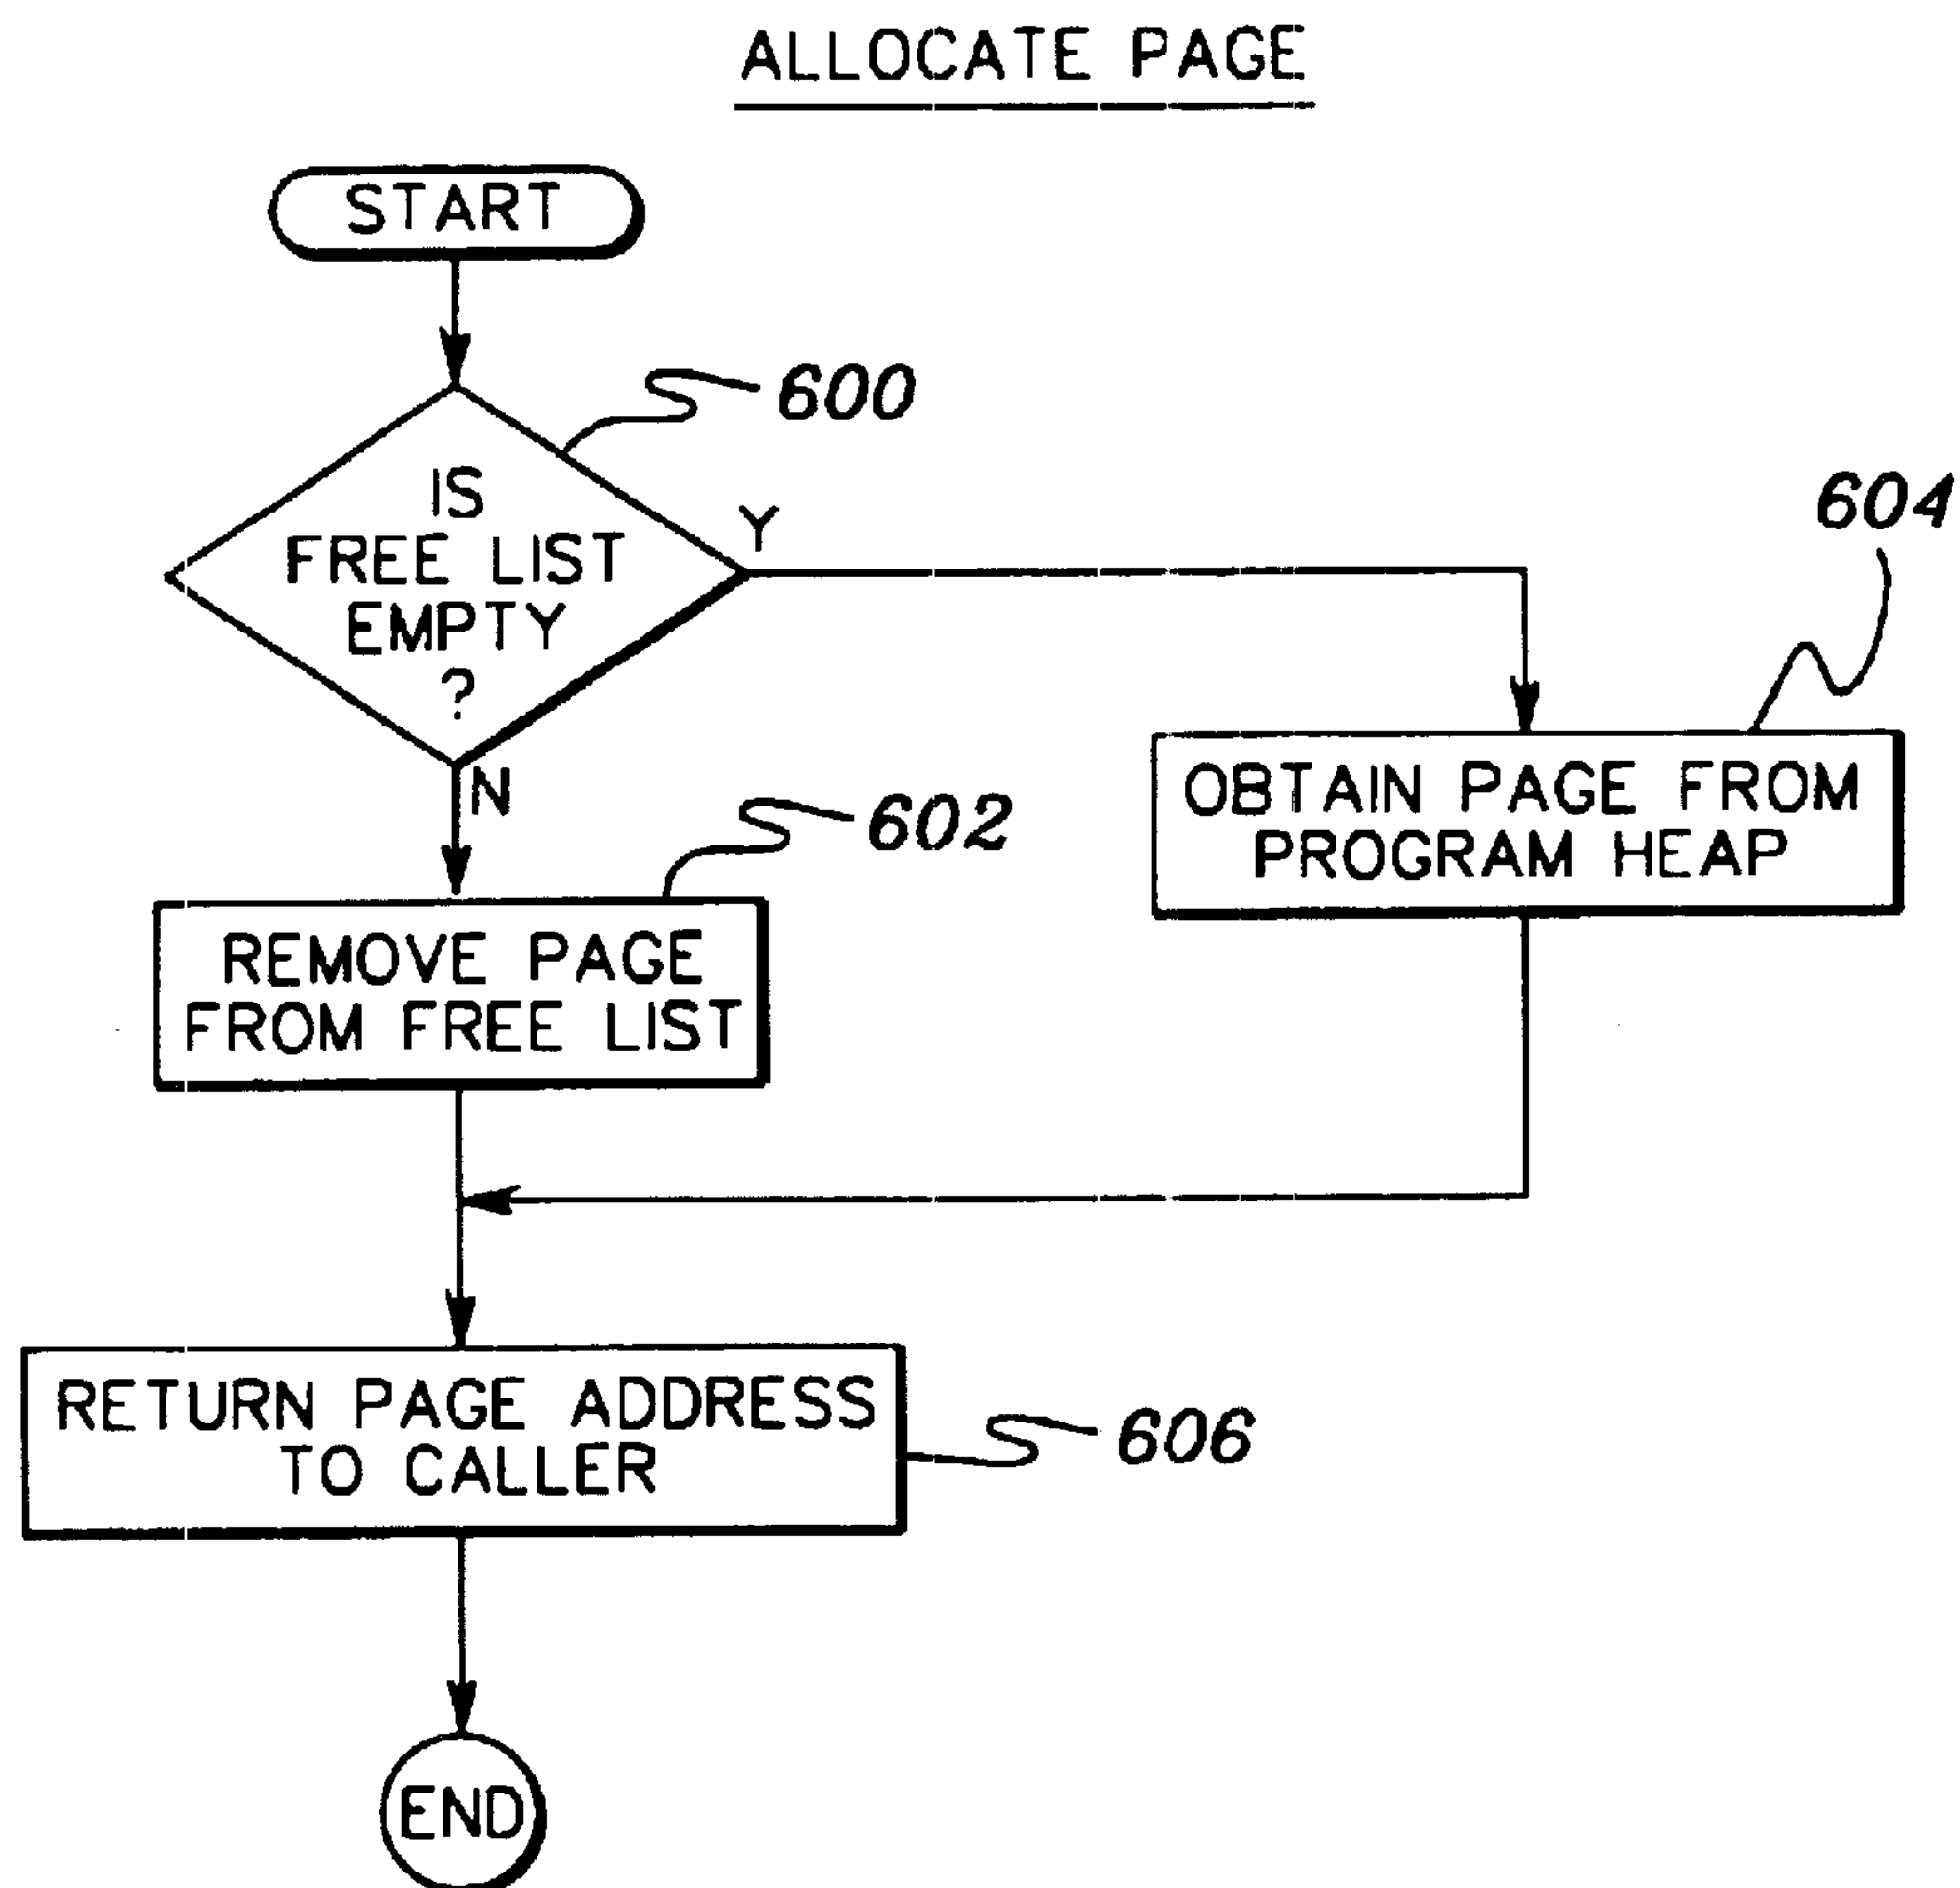 ALLOCATE PAGE
START
600
IS
FREE LIST
EMPTY
?
Y
604
N
OBTAIN PAGE FROM
PROGRAM HEAP
602
REMOVE PAGE
FROM FREE LIST
RETURN PAGE ADDRESS
TO CALLER
606
END